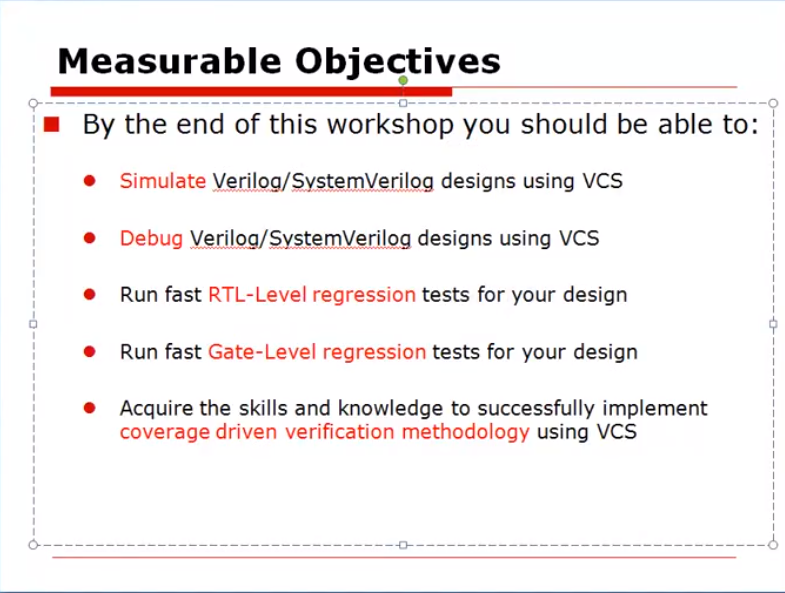 Measurable Objectives
By the end of this workshop you should be able to:
Simulate Verilog/SystemVerilog designs using VCS
Debug Verilog/SystemVerilog designs using VCS
Run fast RTL-Level regression tests for your design
Run fast Gate-Level regression tests for your design
Acquire the skills and knowledge to successfully implement
coverage driven verification methodology using VCS